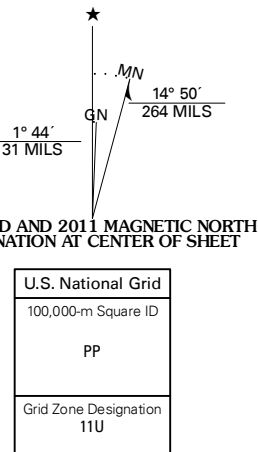 MN
GN
14° 50´
264 MILS
1° 44´
31 MILS
AND 2011 MAGNETIC NORTH
AT CENTER OF SHEET
U.S. National Grid
100,000-m Square ID
PP
Grid Zone Designation
11U